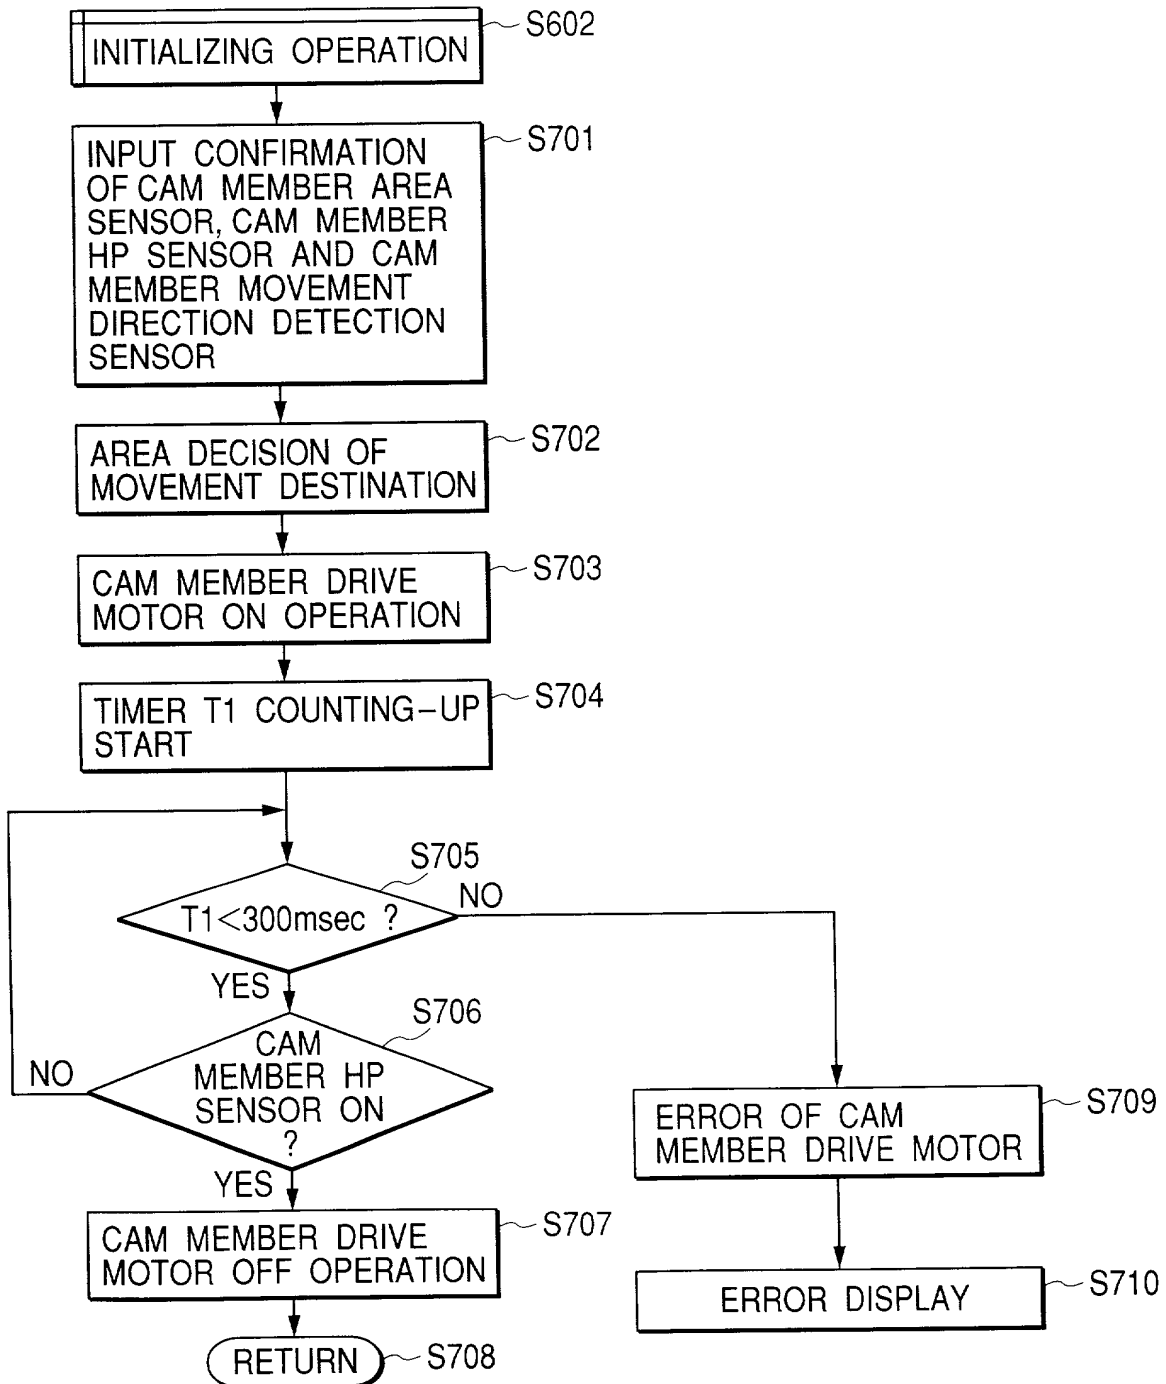 INITIALIZING OPERATION
S602
INPUT CONFIRMATION
OF CAM MEMBER AREA
SENSOR, CAM MEMBER
HP SENSOR AND CAM
MEMBER MOVEMENT
DIRECTION DETECTION
SENSOR
S701
AREA DECISION OF
MOVEMENT DESTINATION
S702
CAM MEMBER DRIVE
MOTOR ON OPERATION
S703
TIMER T1 COUNTING-UP
START
S704
S705
T1<300msec ?
NO
YES
S706
CAM
MEMBER HP
SENSOR ON
?
NO
YES
CAM MEMBER DRIVE
MOTOR OFF OPERATION
S707
RETURN
S708
ERROR OF CAM
MEMBER DRIVE MOTOR
S709
ERROR DISPLAY
S710